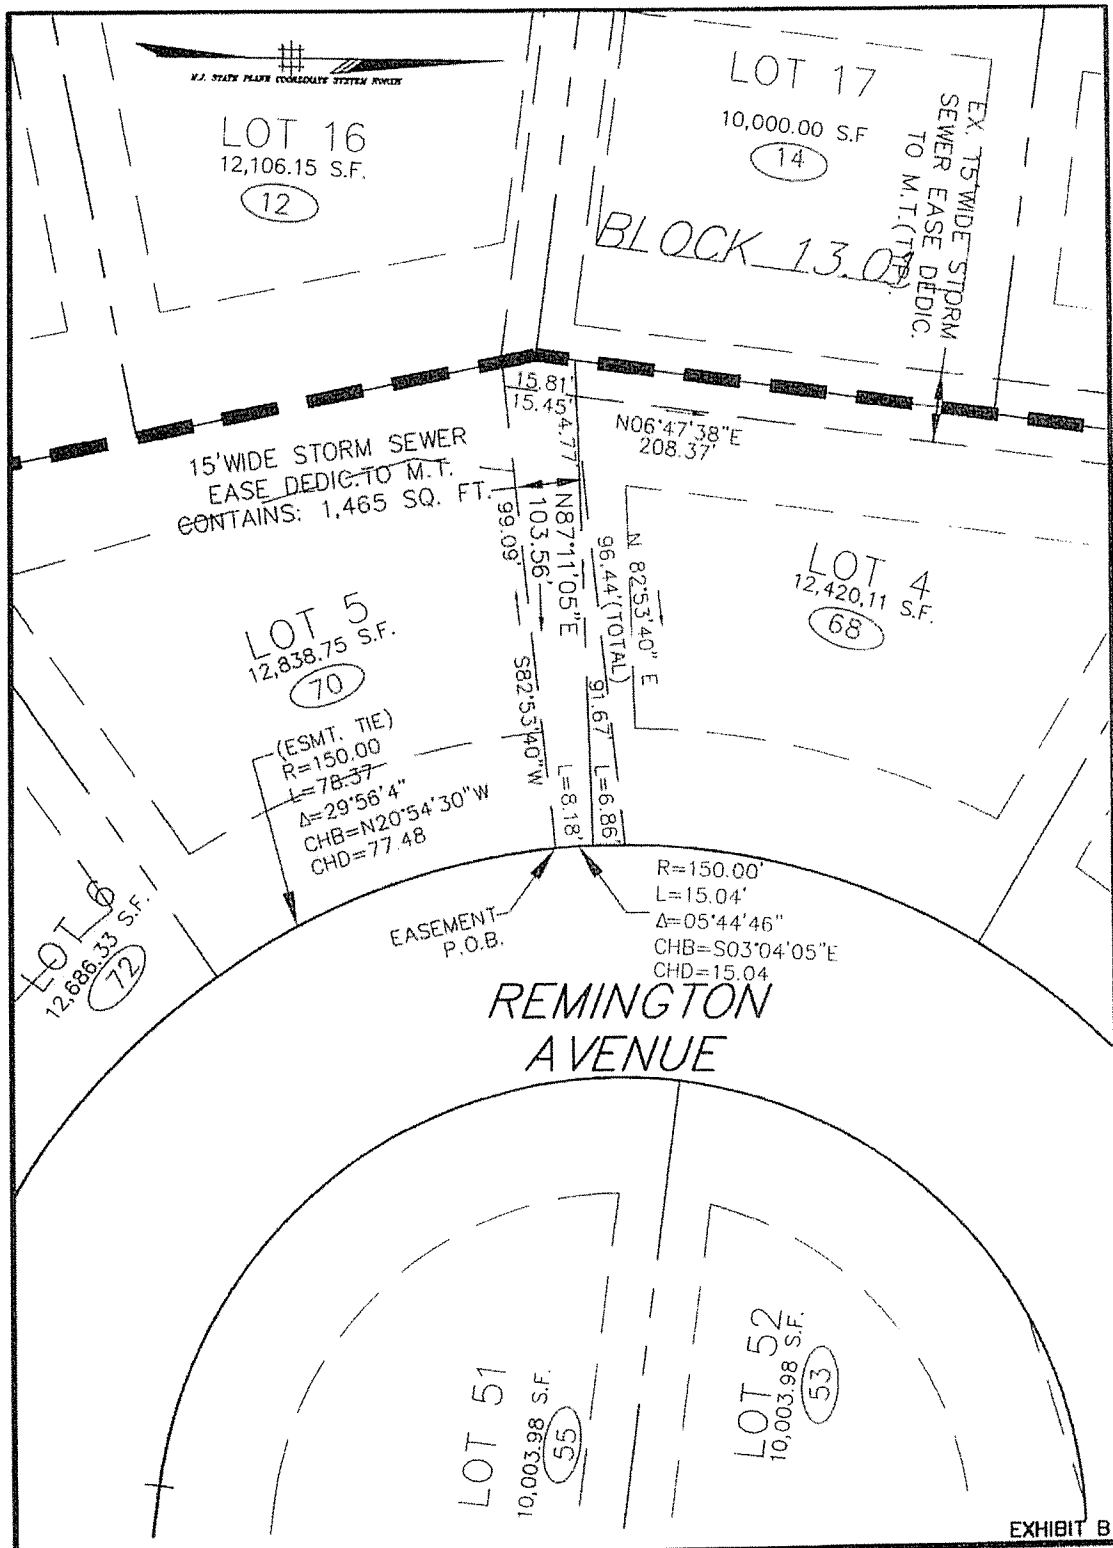 N.J. STATE PLANE COORDINATE SYSTEM NORTH
LOT 16
12,106.15 S.F.
12
LOT 17
10,000.00 S.F
14
EX. 15'WIDE STORM
SEWER EASE DEDIC.
TO M.T.(TYP).
BLOCK 13.0
15.81'
15.45'
4.77'
N06°47'38"E
208.37'
15'WIDE STORM SEWER
EASE DEDIC.TO M.T.
CONTAINS: 1,465 SQ. FT.
99.09'
N87°11'05"E
103.56'
S82°53'40"W
N 82°53'40" E
96.44'(TOTAL)
91.67'
L=8.18'
L=6.86'
LOT 4
12,420.11 S.F.
68
LOT 5
12,838.75 S.F.
70
(ESMT. TIE)
R=150.00
L=78.37
Δ=29°56'4"
CHB=N20°54'30"W
CHD=77.48
LOT 6
12,686.33 S.F.
72
EASEMENT
P.O.B.
R=150.00'
L=15.04'
Δ=05°44'46"
CHB=S03°04'05"E
CHD=15.04
REMINGTON
AVENUE
LOT 51
10,003.98 S.F.
55
LOT 52
10,003.98 S.F.
53
EXHIBIT B